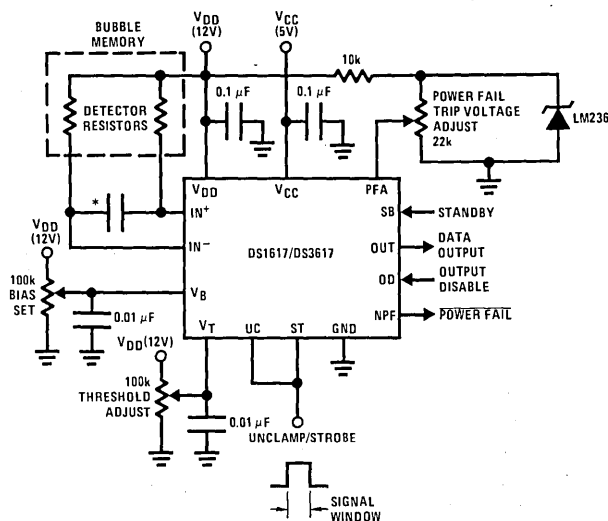 BUBBLE
MEMORY
VDD
(12V)
VCC
(5V)
10k
0.1 µF
0.1 µF
DETECTOR
RESISTORS
POWER FAIL
TRIP VOLTAGE
ADJUST
22k
LM236
VDD
VCC
PFA
*
IN+
IN−
SB
STANDBY
DS1617/DS3617
OUT
DATA
OUTPUT
OD
OUTPUT
DISABLE
NPF
POWER FAIL
VDD
(12V)
100k
BIAS
SET
VB
0.01 µF
VT
UC
ST
GND
VDD(12V)
100k
THRESHOLD
ADJUST
0.01 µF
UNCLAMP/STROBE
SIGNAL
WINDOW